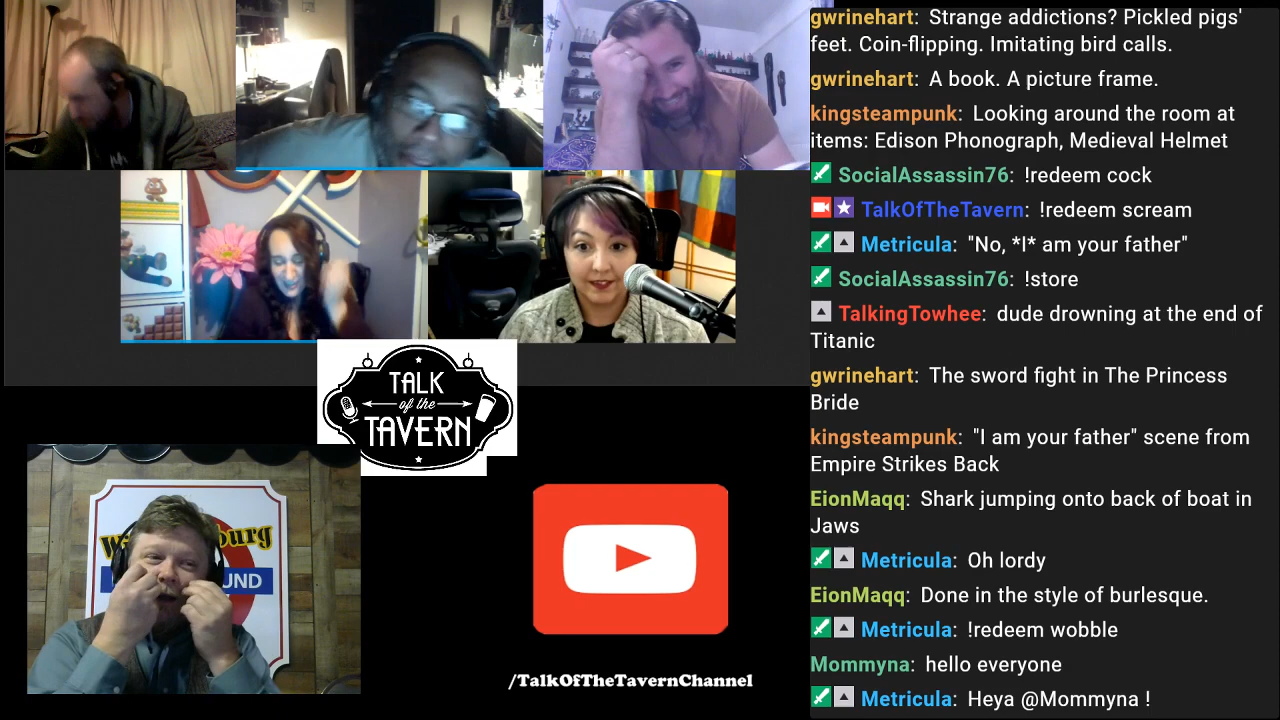 gwrinehart: Strange addictions? Pickled pigs'
feet. Coin-flipping. Imitating bird calls.
gwrinehart: A book. A picture frame.
kingsteampunk: Looking around the room at
items: Edison Phonograph, Medieval Helmet
SocialAssassin76: !redeem cock
TalkOfTheTavern: !redeem scream
Metricula: "No, *I* am your father"
SocialAssassin76: !store
TalkingTowhee: dude drowning at the end of
Titanic
gwrinehart: The sword fight in The Princess
Bride
kingsteampunk: "I am your father" scene from
Empire Strikes Back
EionMaqq: Shark jumping onto back of boat in
Jaws
Metricula: Oh lordy
EionMaqq: Done in the style of burlesque.
Metricula: !redeem wobble
Mommyna: hello everyone
Metricula: Heya @Mommyna !
TALK
of the
TAVERN
/TalkOfTheTavernChannel